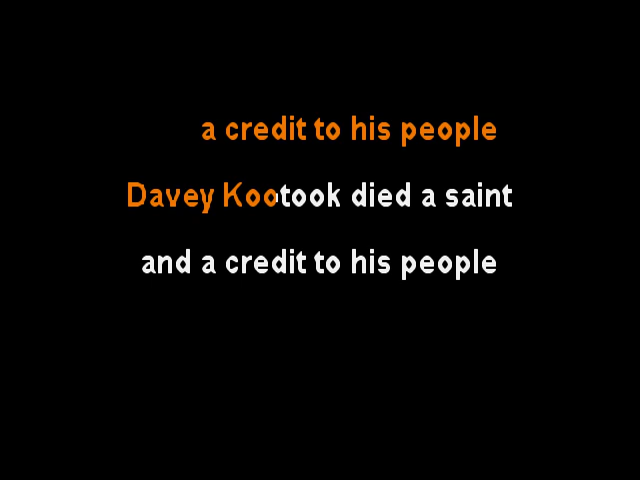 a credit to his people
Davey Kootook died a saint
and a credit to his people